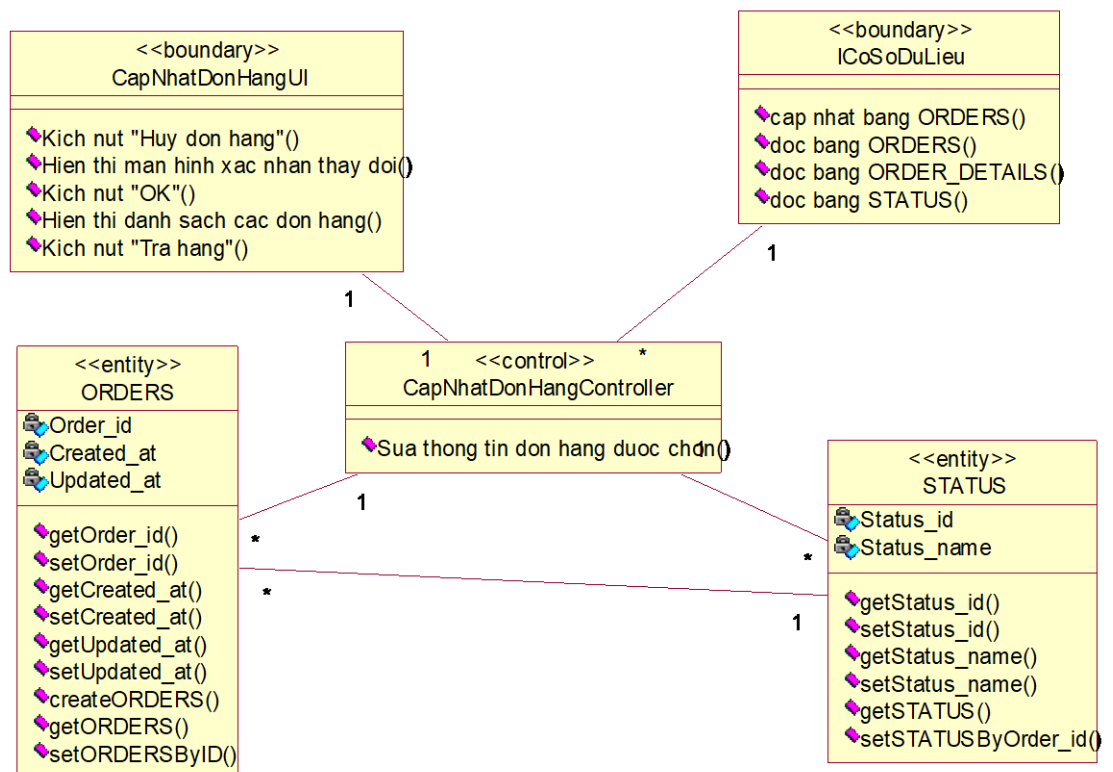 <<boundary>>
CapNhatDonHangUI
Kich nut "Huy don hang"()
Hien thi man hinh xac nhan thay doi()
Kich nut "OK"()
Hien thi danh sach cac don hang()
Kich nut "Tra hang"()
<<boundary>>
ICoSoDuLieu
cap nhat bang ORDERS()
doc bang ORDERS()
doc bang ORDER_DETAILS()
doc bang STATUS()
1
1
1
*
<<control>>
CapNhatDonHangController
Sua thong tin don hang duoc chon()
1
<<entity>>
ORDERS
Order_id
Created_at
Updated_at
getOrder_id()
setOrder_id()
getCreated_at()
setCreated_at()
getUpdated_at()
setUpdated_at()
createORDERS()
getORDERS()
setORDERSByID()
1
*
*
*
1
<<entity>>
STATUS
Status_id
Status_name
getStatus_id()
setStatus_id()
getStatus_name()
setStatus_name()
getSTATUS()
setSTATUSByOrder_id()